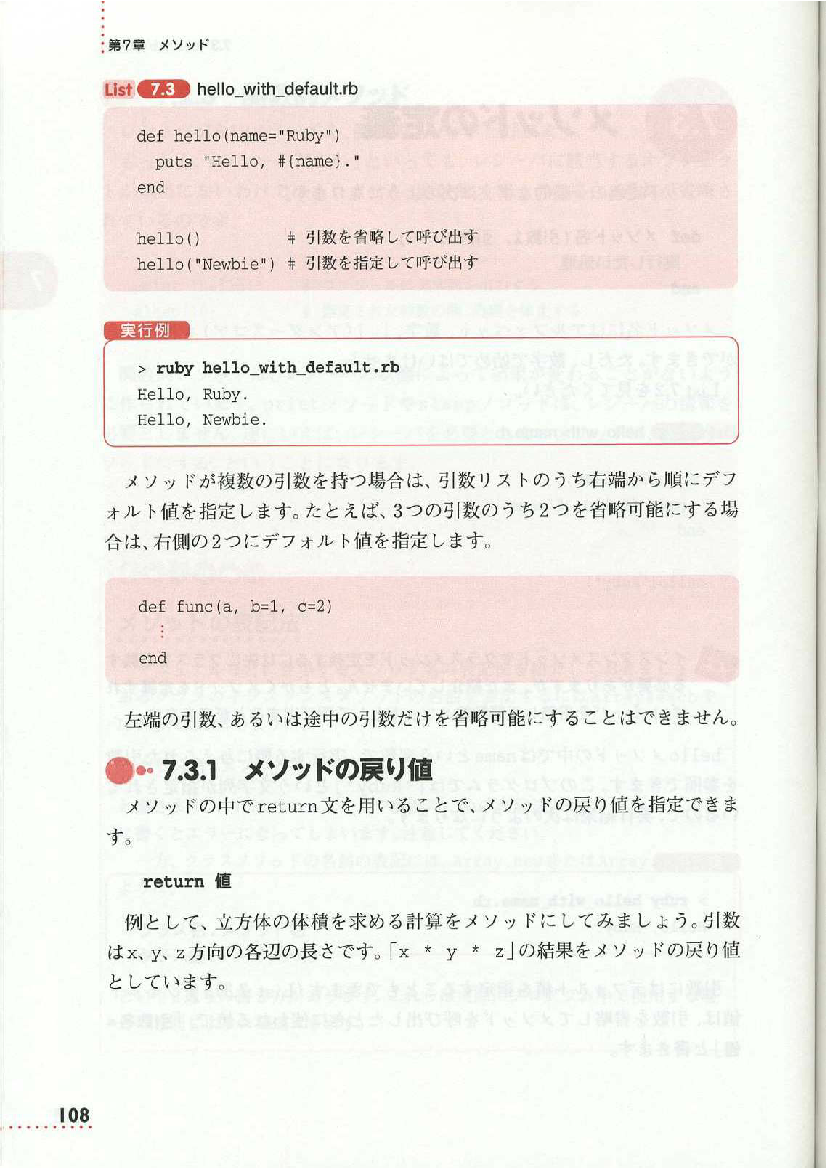 第7章　メソッド
List 7.3 hello_with_default.rb
def hello(name="Ruby")
  puts "Hello, #{name}."
end
hello()          # 引数を省略して呼び出す
hello("Newbie") # 引数を指定して呼び出す
実行例
> ruby hello_with_default.rb
Hello, Ruby.
Hello, Newbie.
メソッドが複数の引数を持つ場合は、引数リストのうち右端から順にデフ
ォルト値を指定します。たとえば、3つの引数のうち2つを省略可能にする場
合は、右側の2つにデフォルト値を指定します。
def func(a, b=1, c=2)
  ⋮
end
左端の引数、あるいは途中の引数だけを省略可能にすることはできません。
7.3.1　メソッドの戻り値
メソッドの中でreturn文を用いることで、メソッドの戻り値を指定できま
す。
return 値
例として、立方体の体積を求める計算をメソッドにしてみましょう。引数
はx、y、z方向の各辺の長さです。「x * y * z」の結果をメソッドの戻り値
としています。
108